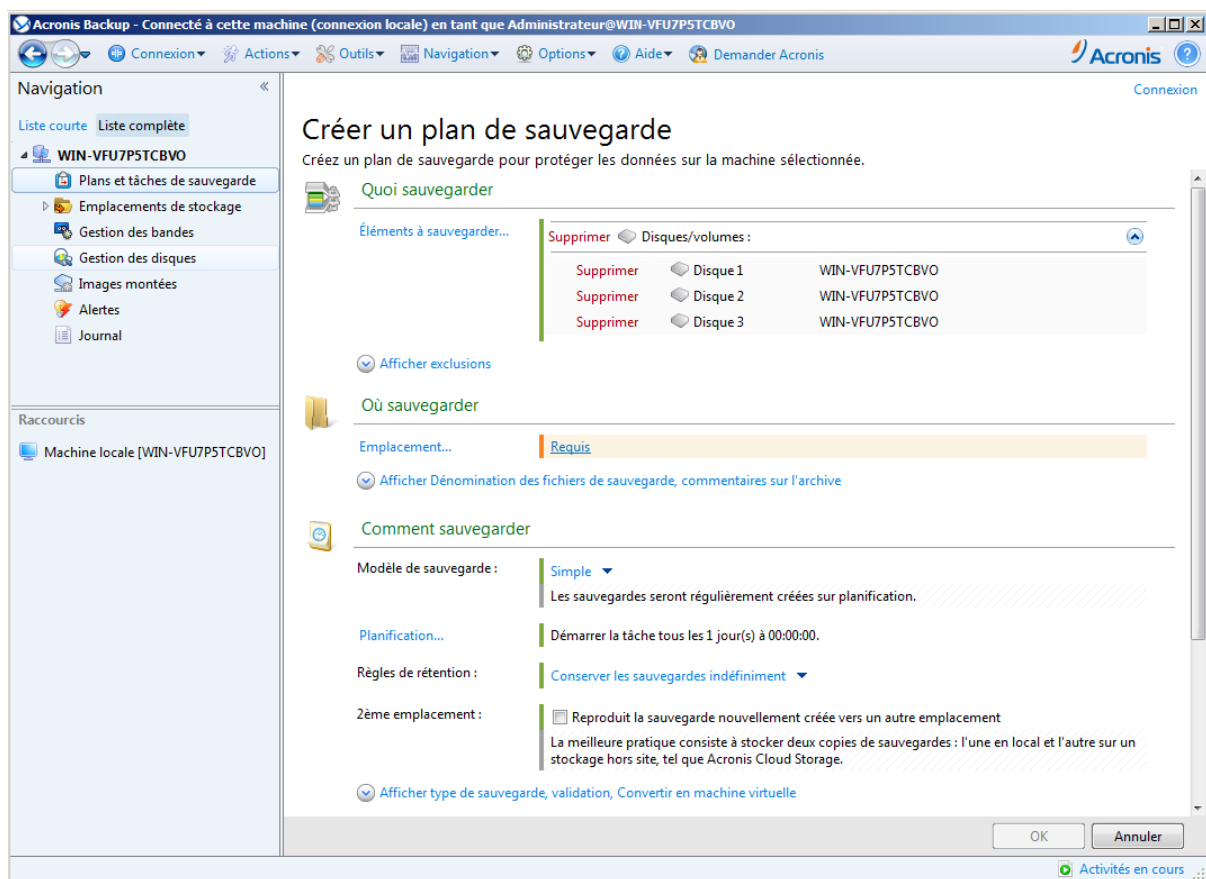 Acronis Backup - Connecté à cette machine (connexion locale) en tant que Administrateur@WIN-VFU7P5TCBVO
Connexion Actions Outils Navigation Options Aide Demander Acronis
Acronis
Navigation
Liste courte Liste complète
WIN-VFU7P5TCBVO
Plans et tâches de sauvegarde
Emplacements de stockage
Gestion des bandes
Gestion des disques
Images montées
Alertes
Journal
Raccourcis
Machine locale [WIN-VFU7P5TCBVO]
Connexion
Créer un plan de sauvegarde
Créez un plan de sauvegarde pour protéger les données sur la machine sélectionnée.
Quoi sauvegarder
Éléments à sauvegarder... Supprimer Disques/volumes :
Supprimer Disque 1 WIN-VFU7P5TCBVO
Supprimer Disque 2 WIN-VFU7P5TCBVO
Supprimer Disque 3 WIN-VFU7P5TCBVO
Afficher exclusions
Où sauvegarder
Emplacement... Requis
Afficher Dénomination des fichiers de sauvegarde, commentaires sur l'archive
Comment sauvegarder
Modèle de sauvegarde : Simple
Les sauvegardes seront régulièrement créées sur planification.
Planification... Démarrer la tâche tous les 1 jour(s) à 00:00:00.
Règles de rétention : Conserver les sauvegardes indéfiniment
2ème emplacement : Reproduit la sauvegarde nouvellement créée vers un autre emplacement
La meilleure pratique consiste à stocker deux copies de sauvegardes : l'une en local et l'autre sur un
stockage hors site, tel que Acronis Cloud Storage.
Afficher type de sauvegarde, validation, Convertir en machine virtuelle
OK Annuler
Activités en cours